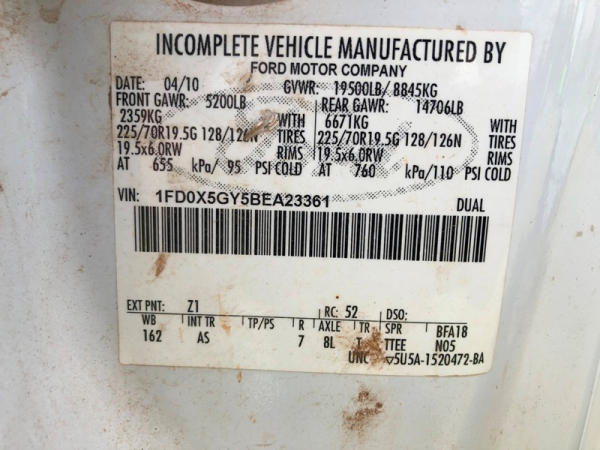 INCOMPLETE VEHICLE MANUFACTURED BY
FORD MOTOR COMPANY
DATE: 04/10 GVWR: 19500LB/ 8845KG
FRONT GAWR: 5200LB REAR GAWR: 14706LB
2359KG WITH 6671KG WITH
225/70R19.5G 128/126N TIRES 225/70R19.5G 128/126N TIRES
19.5x6.0RW RIMS 19.5x6.0RW RIMS
AT 655 kPa/ 95 PSI COLD AT 760 kPa/110 PSI COLD
VIN: 1FD0X5GY5BEA23361 DUAL
EXT PNT: Z1 RC: 52 DSO:
WB INT TR TP/PS R AXLE TR SPR BFA18
162 AS 7 8L T TTEE N05
UNC 5U5A-1520472-BA